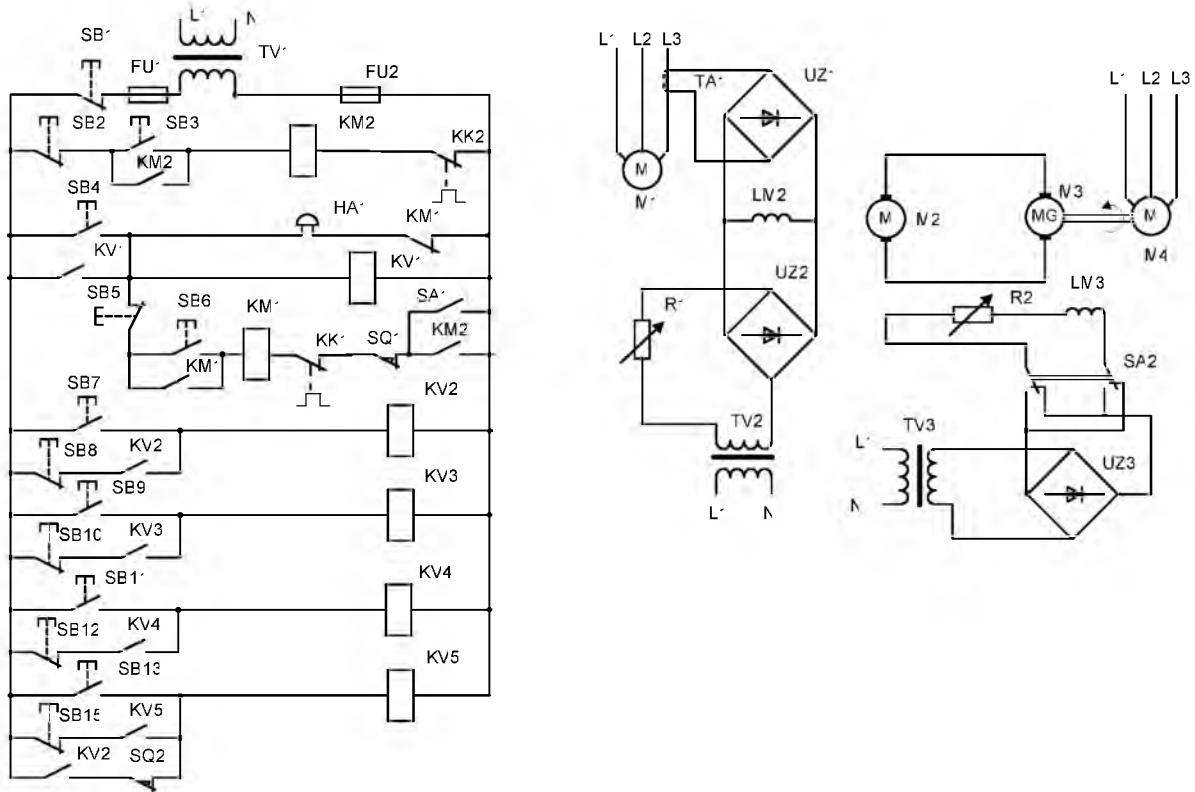 L1 N
SB1
TV1
FU1
FU2
SB2
SB3
KM2
KK2
KM2
SB4
HA1
KM1
KV1
KV1
SB5
SB6
KM1
SA1
KK1
SQ1
KM2
KM1
SB7
KV2
SB8
KV2
SB9
KV3
SB10
KV3
SB11
KV4
SB12
KV4
SB13
KV5
SB15
KV5
KV2
SQ2
L1 L2 L3
TA1
UZ1
M
M1
LM2
UZ2
R1
TV2
L1 N
L1 L2 L3
M3
M
M2
MG
M
M4
LM3
R2
SA2
L1
TV3
UZ3
N